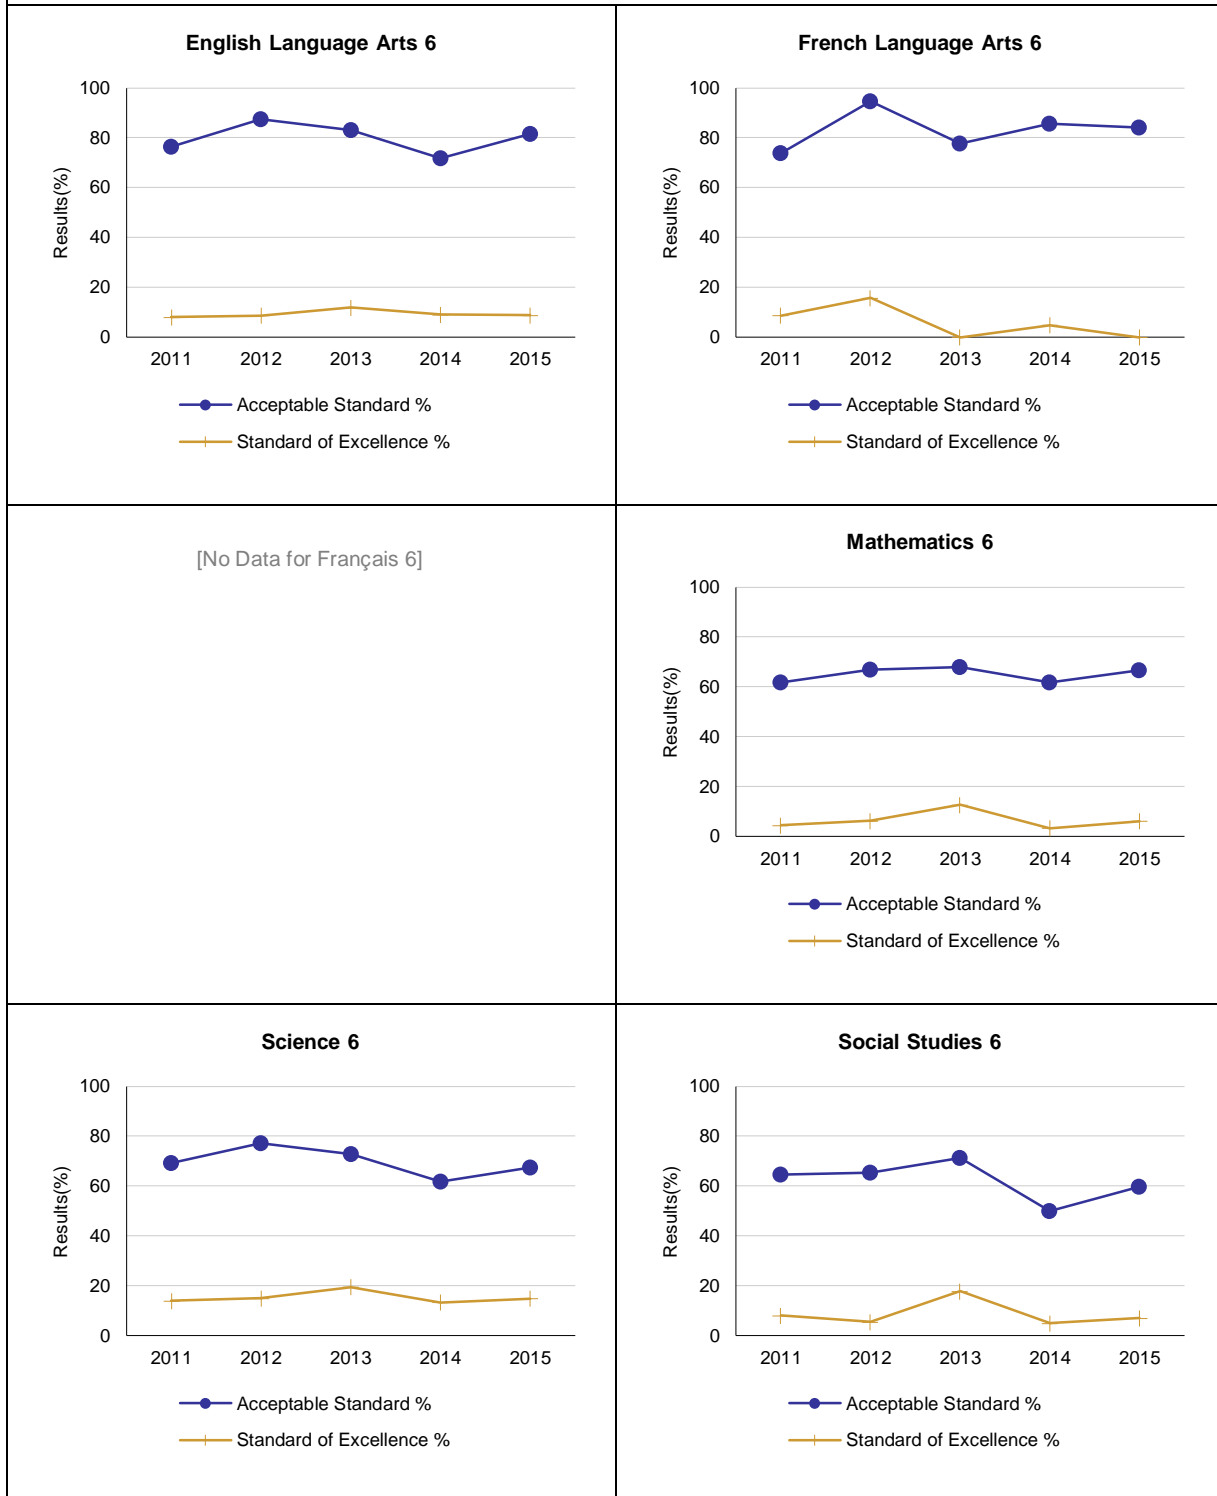 English Language Arts 6
100
80
60
40
20
0
Results(%)
2011 2012 2013 2014 2015
Acceptable Standard %
Standard of Excellence %
French Language Arts 6
100
80
60
40
20
0
Results(%)
2011 2012 2013 2014 2015
Acceptable Standard %
Standard of Excellence %
[No Data for Français 6]
Mathematics 6
100
80
60
40
20
0
Results(%)
2011 2012 2013 2014 2015
Acceptable Standard %
Standard of Excellence %
Science 6
100
80
60
40
20
0
Results(%)
2011 2012 2013 2014 2015
Acceptable Standard %
Standard of Excellence %
Social Studies 6
100
80
60
40
20
0
Results(%)
2011 2012 2013 2014 2015
Acceptable Standard %
Standard of Excellence %